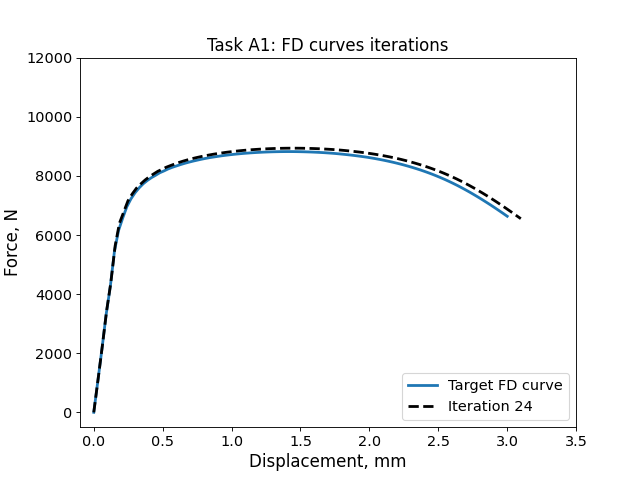 Task A1: FD curves iterations
12000
10000
8000
6000
4000
2000
0
Force, N
Target FD curve
Iteration 24
0.0 0.5 1.0 1.5 2.0 2.5 3.0 3.5
Displacement, mm